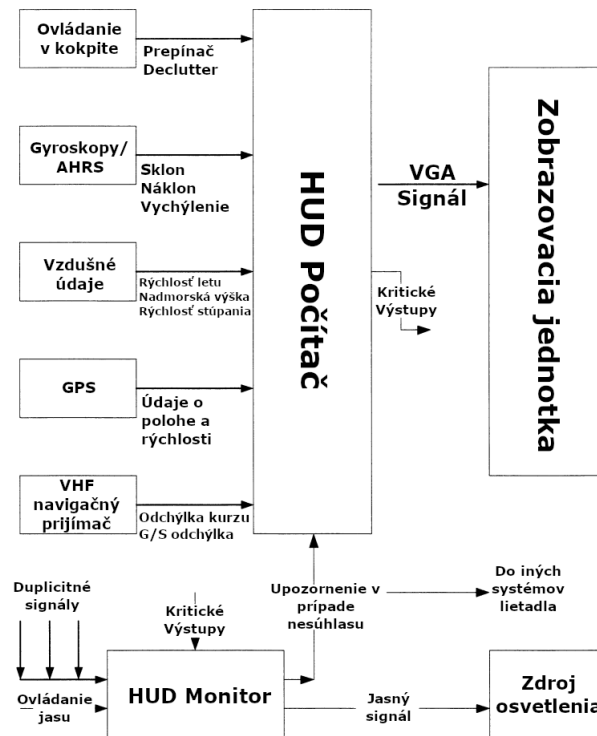 Ovládanie
v kokpite
Prepínač
Declutter
Gyroskopy/
AHRS
Sklon
Náklon
Vychýlenie
Vzdušné
údaje
Rýchlosť letu
Nadmorská výška
Rýchlosť stúpania
GPS
Údaje o
polohe a
rýchlosti
VHF
navigačný
prijímač
Odchýlka kurzu
G/S odchýlka
HUD Počítač
VGA
Signál
Kritické
Výstupy
Zobrazovacia jednotka
Duplicitné
signály
Kritické
Výstupy
Upozornenie v
prípade
nesúhlasu
Do iných
systémov
lietadla
Ovládanie
jasu
HUD Monitor
Jasný
signál
Zdroj
osvetlenia